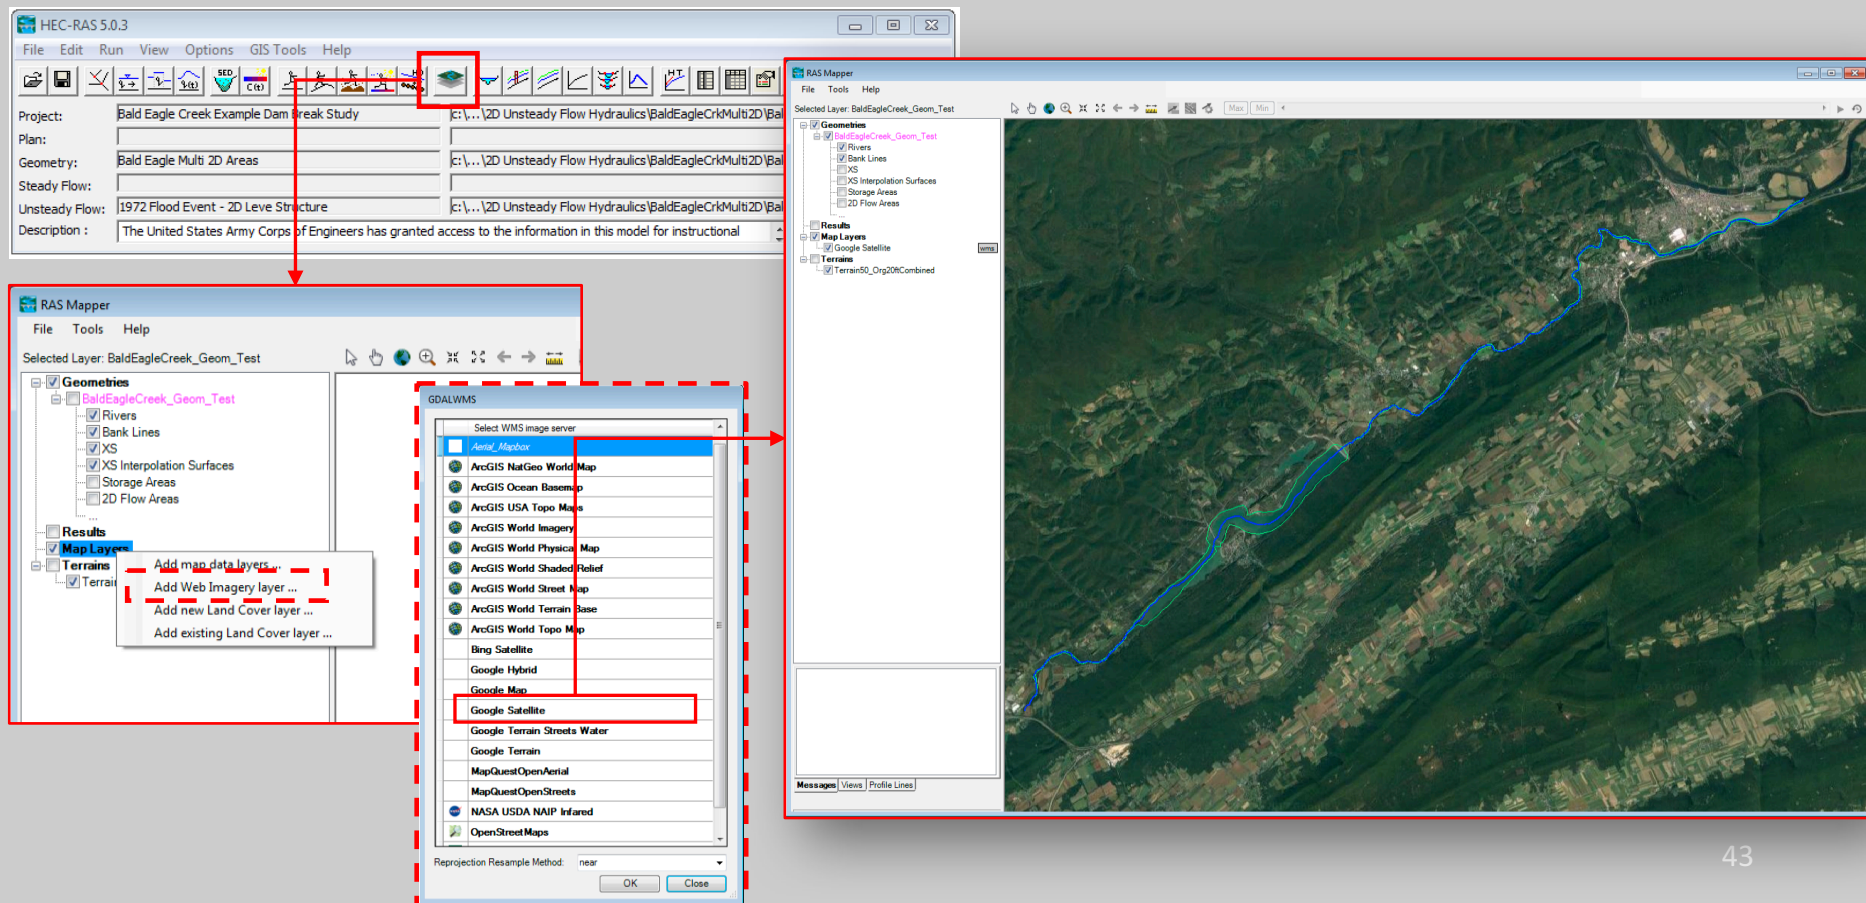 HEC-RAS 5.0.3
File Edit Run View Options GIS Tools Help
SED
C(t)
HT
Project: Bald Eagle Creek Example Dam Break Study c:\...\2D Unsteady Flow Hydraulics\BaldEagleCrkMulti2D\Bal
Plan:
Geometry: Bald Eagle Multi 2D Areas c:\...\2D Unsteady Flow Hydraulics\BaldEagleCrkMulti2D\Bal
Steady Flow:
Unsteady Flow: 1972 Flood Event - 2D Leve Structure c:\...\2D Unsteady Flow Hydraulics\BaldEagleCrkMulti2D\Bal
Description : The United States Army Corps of Engineers has granted access to the information in this model for instructional
RAS Mapper
File Tools Help
Selected Layer: BaldEagleCreek_Geom_Test
Geometries
BaldEagleCreek_Geom_Test
Rivers
Bank Lines
XS
XS Interpolation Surfaces
Storage Areas
2D Flow Areas
...
Results
Map Layers
Terrains
Terrain
Add map data layers ...
Add Web Imagery layer ...
Add new Land Cover layer ...
Add existing Land Cover layer ...
GDALWMS
Select WMS image server
Aerial_Mapbox
ArcGIS NatGeo World Map
ArcGIS Ocean Basemap
ArcGIS USA Topo Maps
ArcGIS World Imagery
ArcGIS World Physical Map
ArcGIS World Shaded Relief
ArcGIS World Street Map
ArcGIS World Terrain Base
ArcGIS World Topo Map
Bing Satellite
Google Hybrid
Google Map
Google Satellite
Google Terrain Streets Water
Google Terrain
MapQuestOpenAerial
MapQuestOpenStreets
NASA USDA NAIP Infared
OpenStreetMaps
Reprojection Resample Method: near
OK Close
RAS Mapper
File Tools Help
Selected Layer: BaldEagleCreek_Geom_Test
Max Min
Geometries
BaldEagleCreek_Geom_Test
Rivers
Bank Lines
XS
XS Interpolation Surfaces
Storage Areas
2D Flow Areas
...
Results
Map Layers
Google Satellite wms
Terrains
Terrain50_Org20ftCombined
Messages Views Profile Lines
43